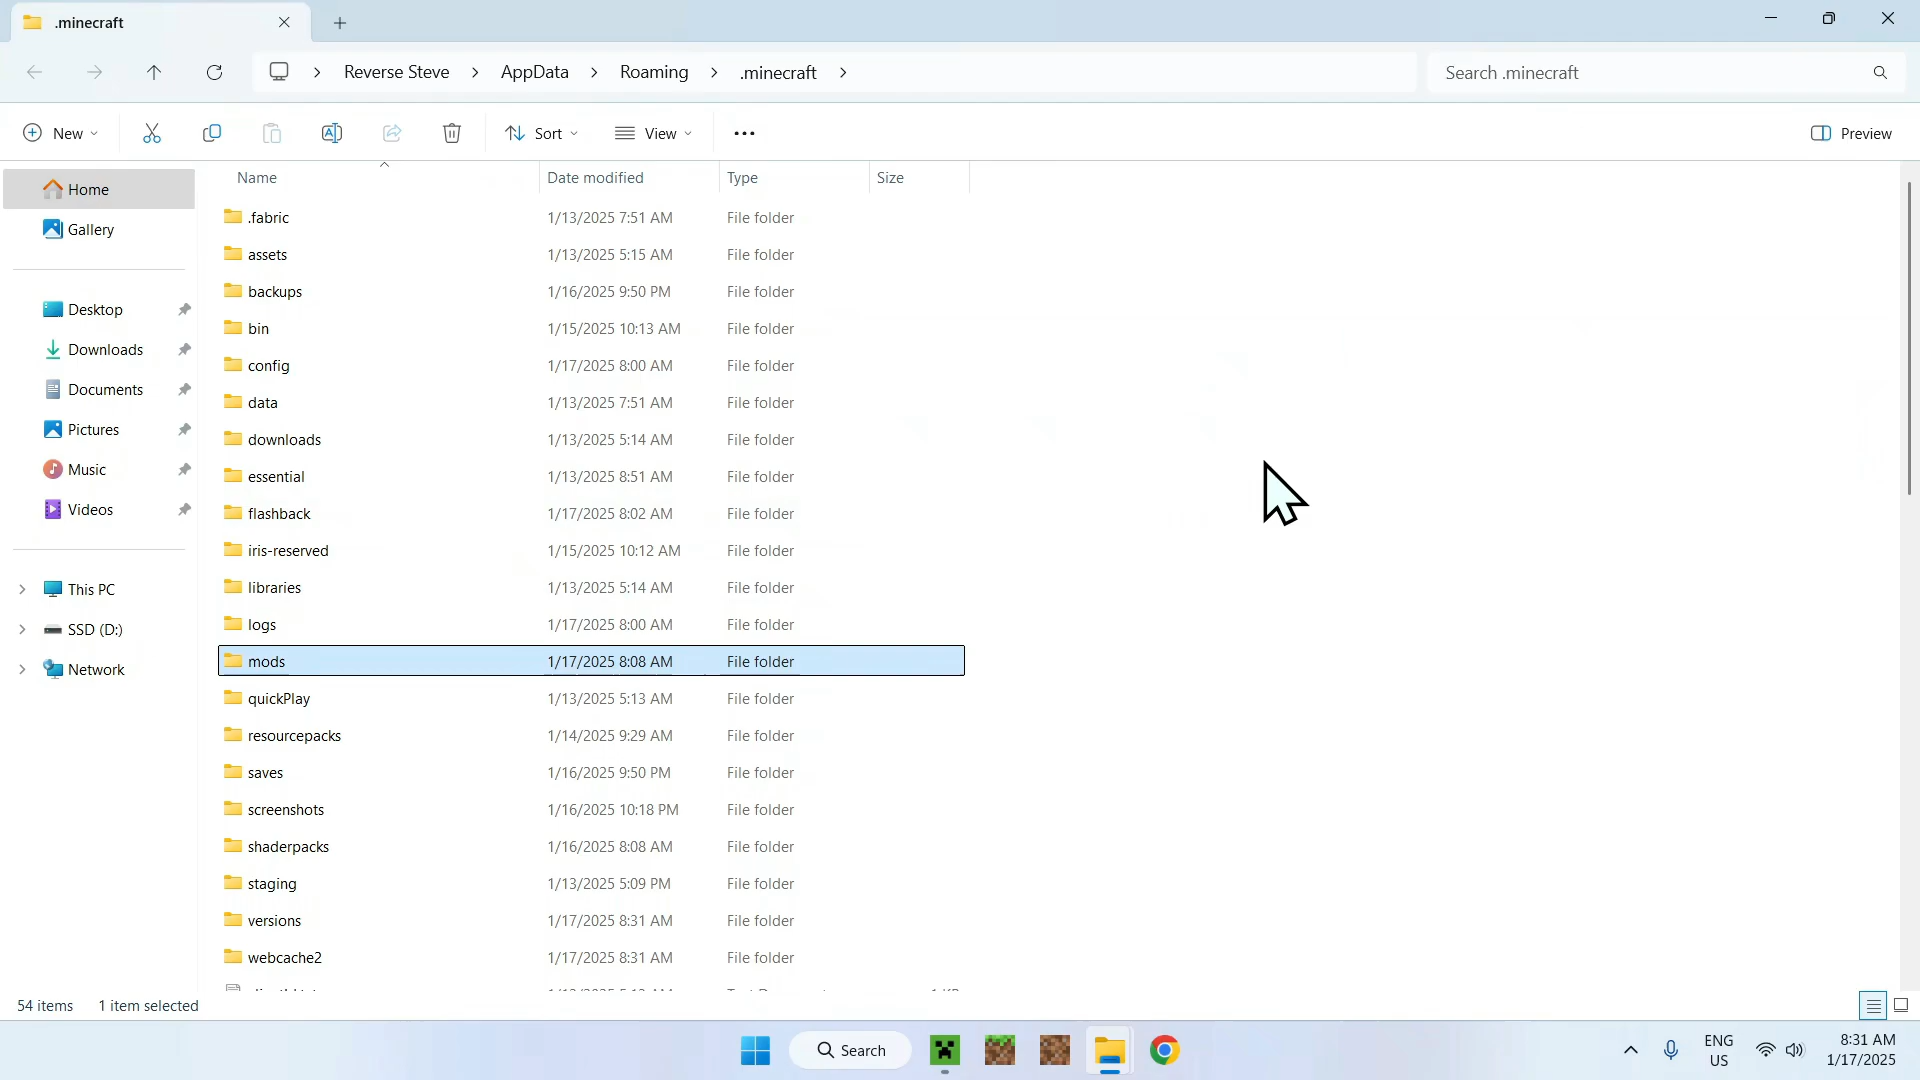 .minecraft
Reverse Steve > AppData > Roaming > .minecraft >
Search .minecraft
New
Sort
View
Preview
Name Date modified Type Size
Home
Gallery
Desktop
Downloads
Documents
Pictures
Music
Videos
This PC
SSD (D:)
Network
.fabric 1/13/2025 7:51 AM File folder
assets 1/13/2025 5:15 AM File folder
backups 1/16/2025 9:50 PM File folder
bin 1/15/2025 10:13 AM File folder
config 1/17/2025 8:00 AM File folder
data 1/13/2025 7:51 AM File folder
downloads 1/13/2025 5:14 AM File folder
essential 1/13/2025 8:51 AM File folder
flashback 1/17/2025 8:02 AM File folder
iris-reserved 1/15/2025 10:12 AM File folder
libraries 1/13/2025 5:14 AM File folder
logs 1/17/2025 8:00 AM File folder
mods 1/17/2025 8:08 AM File folder
quickPlay 1/13/2025 5:13 AM File folder
resourcepacks 1/14/2025 9:29 AM File folder
saves 1/16/2025 9:50 PM File folder
screenshots 1/16/2025 10:18 PM File folder
shaderpacks 1/16/2025 8:08 AM File folder
staging 1/13/2025 5:09 PM File folder
versions 1/17/2025 8:31 AM File folder
webcache2 1/17/2025 8:31 AM File folder
54 items 1 item selected
Search
ENG
US
8:31 AM
1/17/2025